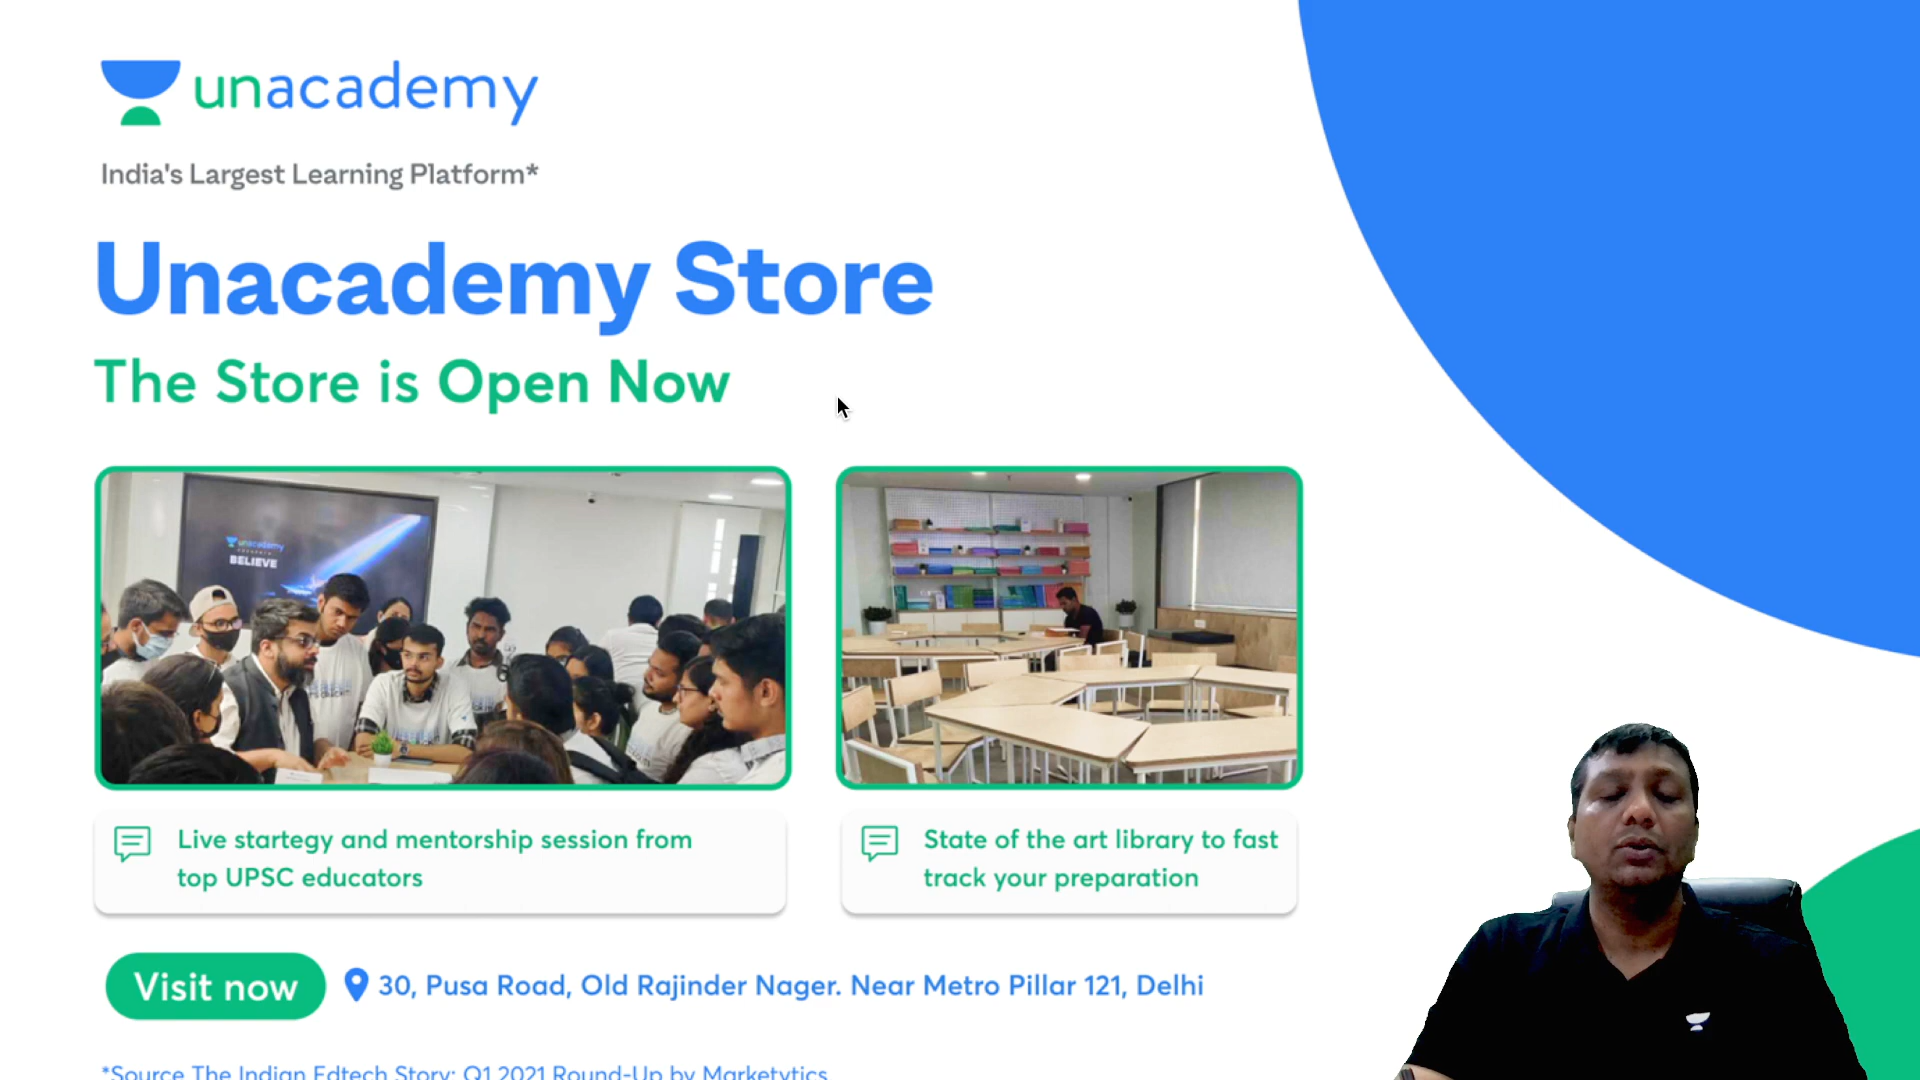 unacademy
India's Largest Learning Platform*
Unacademy Store
The Store is Open Now
unacademy
BELIEVE
Live startegy and mentorship session from
top UPSC educators
State of the art library to fast
track your preparation
Visit now
30, Pusa Road, Old Rajinder Nager. Near Metro Pillar 121, Delhi
*Source The Indian Edtech Story: Q1 2021 Round-Up by Marketytics